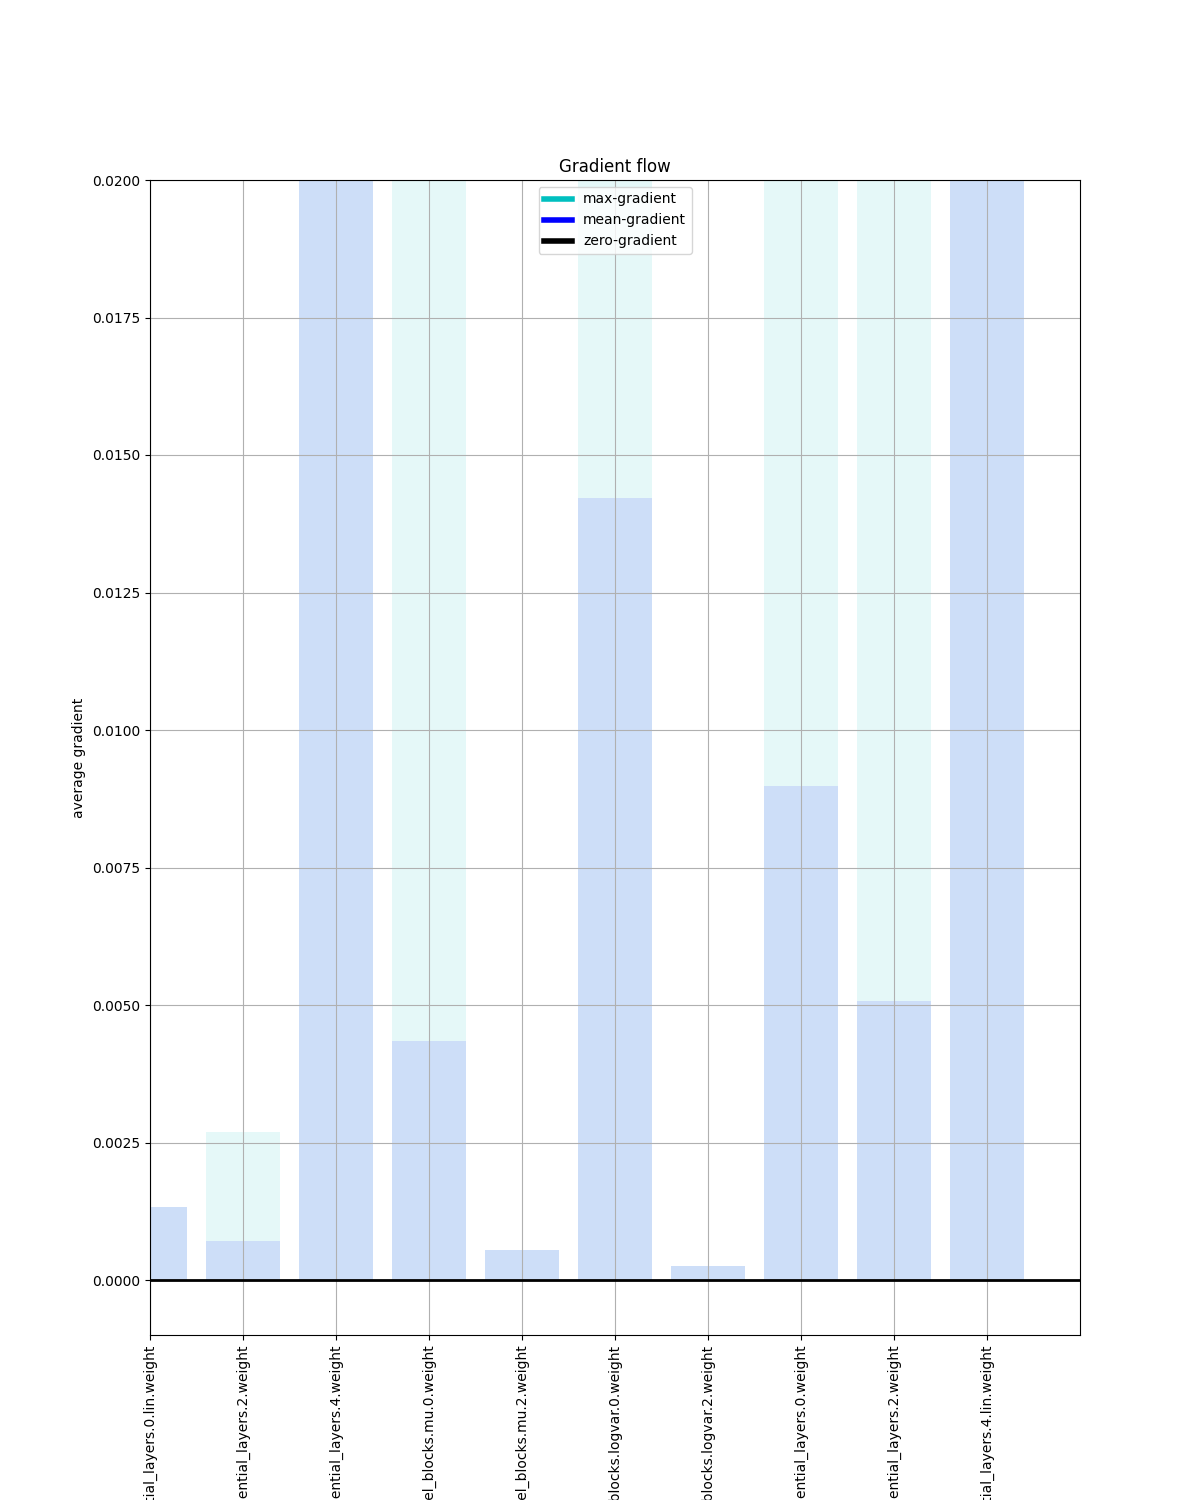 Gradient flow
max-gradient
mean-gradient
zero-gradient
0.0200
0.0175
0.0150
0.0125
0.0100
0.0075
0.0050
0.0025
0.0000
average gradient
tial_layers.0.lin.weight
ential_layers.2.weight
ential_layers.4.weight
el_blocks.mu.0.weight
el_blocks.mu.2.weight
blocks.logvar.0.weight
blocks.logvar.2.weight
ential_layers.0.weight
ential_layers.2.weight
tial_layers.4.lin.weight